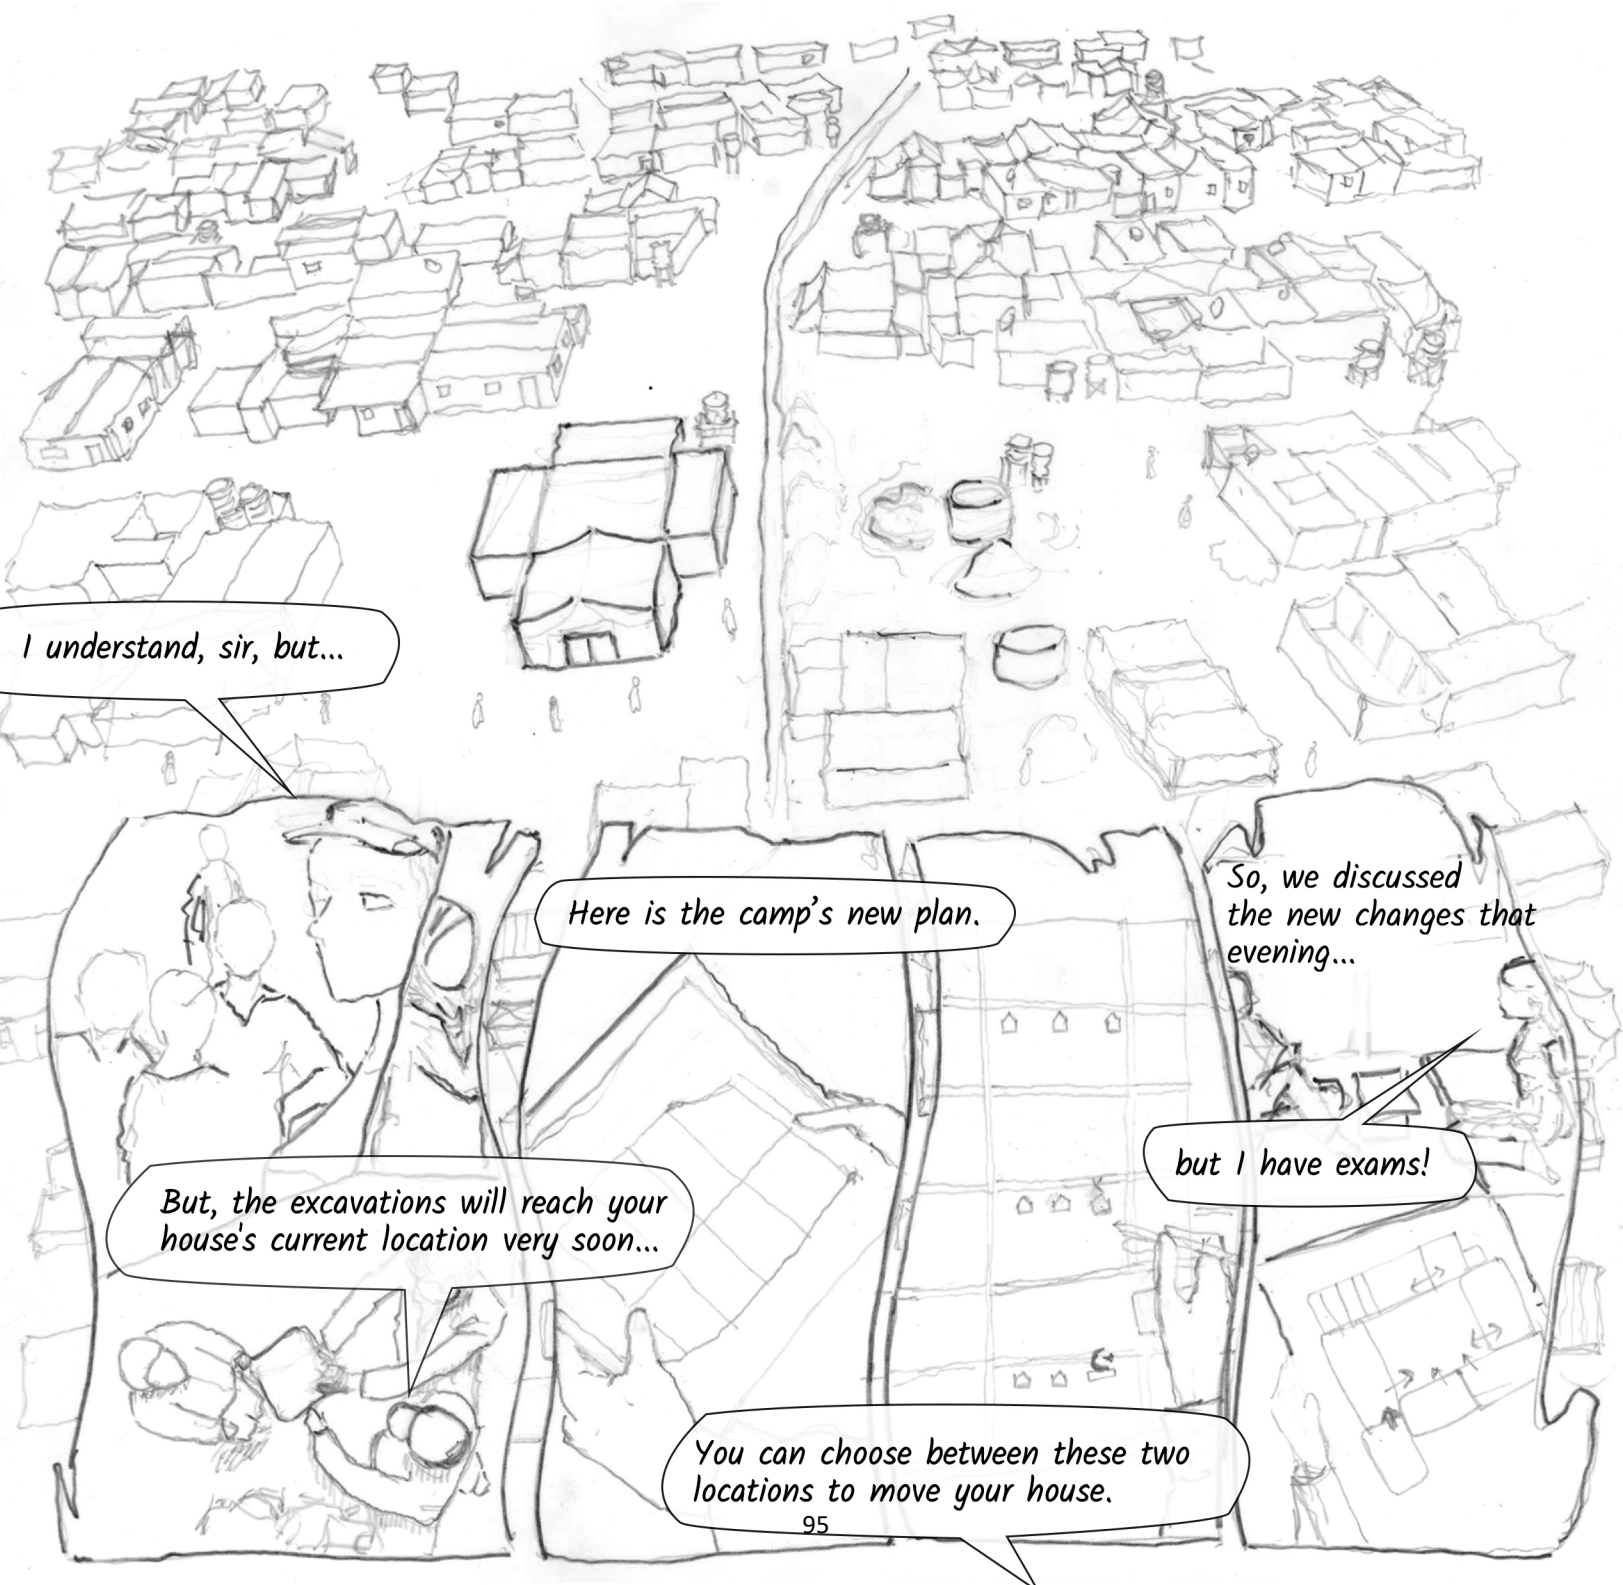 I understand, sir, but...
Here is the camp's new plan.
So, we discussed
the new changes that
evening...
but I have exams!
But, the excavations will reach your
house's current location very soon...
You can choose between these two
locations to move your house.
95